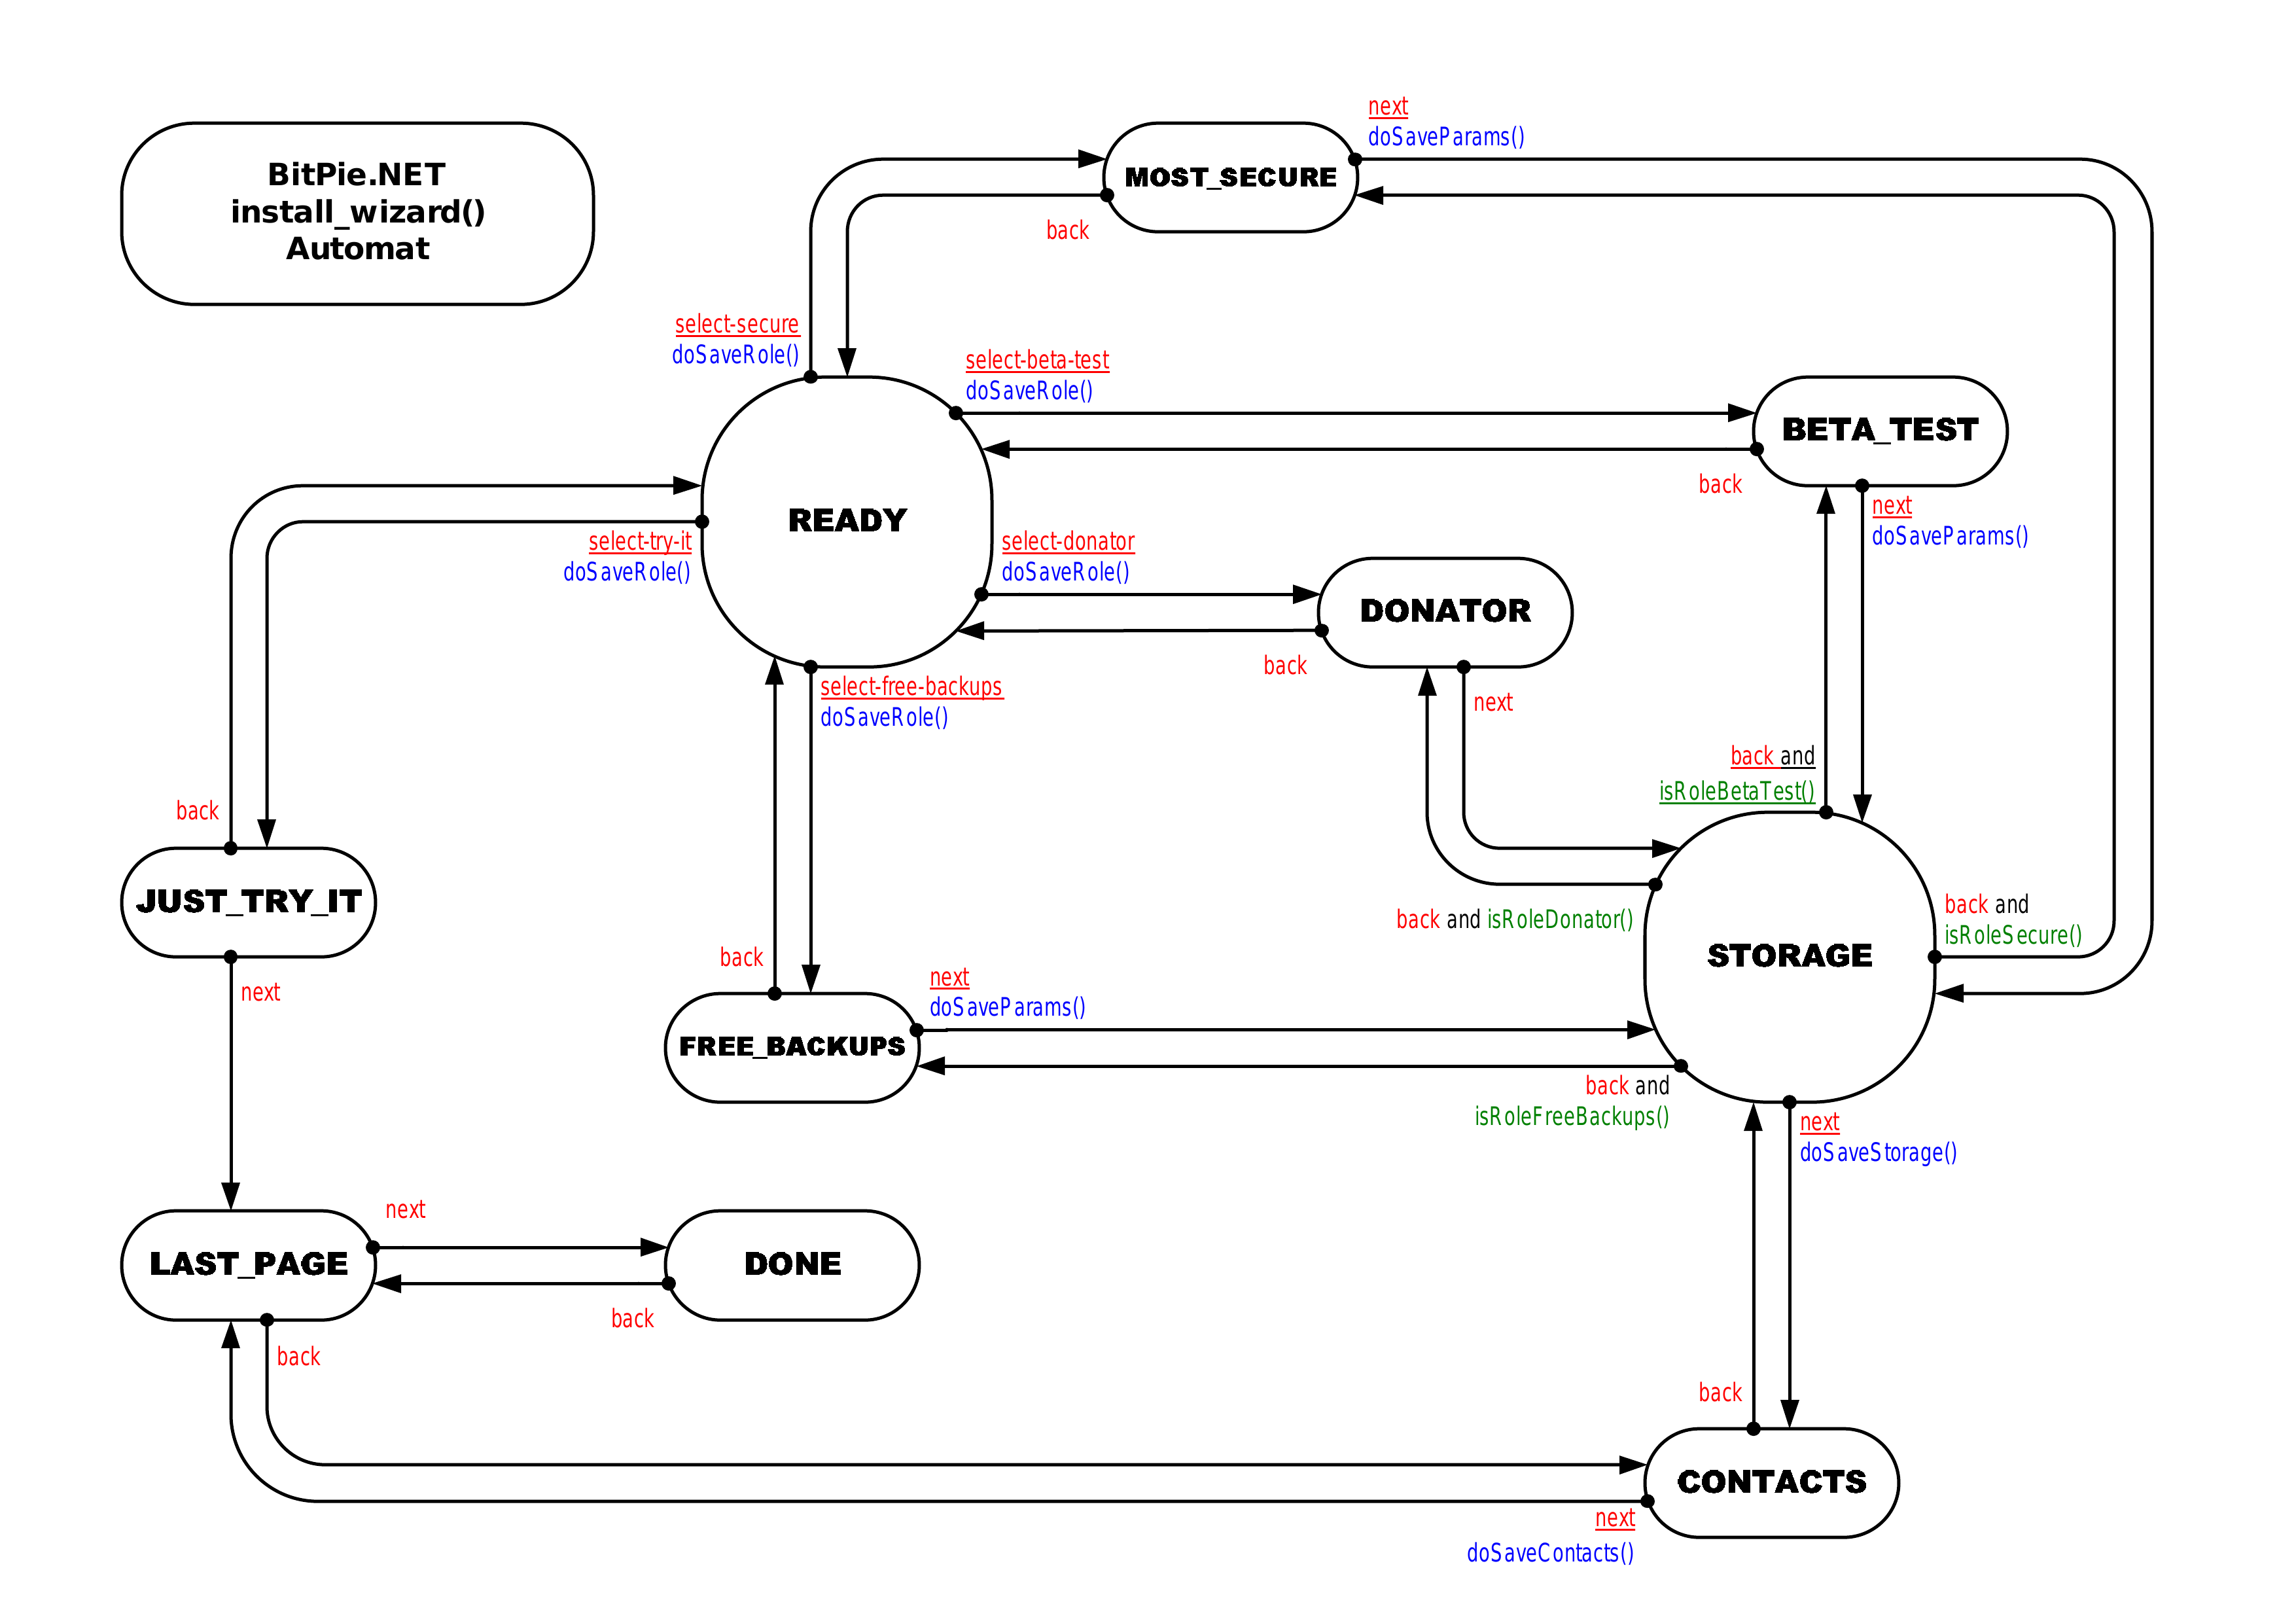 next
doSaveParams()
BitPie.NET
install_wizard()
Automat
MOST_SECURE
back
select-secure
doSaveRole()
select-beta-test
doSaveRole()
BETA_TEST
back
next
doSaveParams()
READY
select-try-it
doSaveRole()
select-donator
doSaveRole()
DONATOR
back
next
select-free-backups
doSaveRole()
back and
isRoleBetaTest()
back
JUST_TRY_IT
next
back and isRoleDonator()
back and
isRoleSecure()
STORAGE
back
next
doSaveParams()
FREE_BACKUPS
back and
isRoleFreeBackups()
next
doSaveStorage()
next
LAST_PAGE
DONE
back
back
back
CONTACTS
next
doSaveContacts()